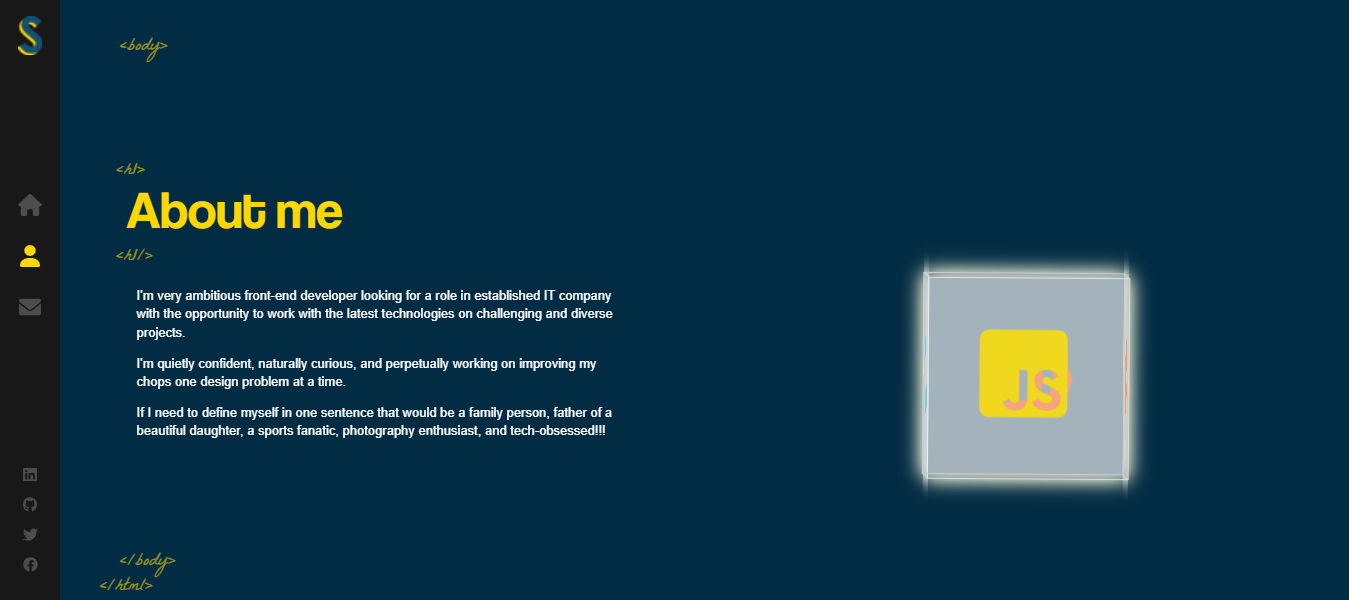 S
<body>
<h1>
About me
<h1/>
I'm very ambitious front-end developer looking for a role in established IT company
with the opportunity to work with the latest technologies on challenging and diverse
projects.
I'm quietly confident, naturally curious, and perpetually working on improving my
chops one design problem at a time.
If I need to define myself in one sentence that would be a family person, father of a
beautiful daughter, a sports fanatic, photography enthusiast, and tech-obsessed!!!
JS
</body>
</html>